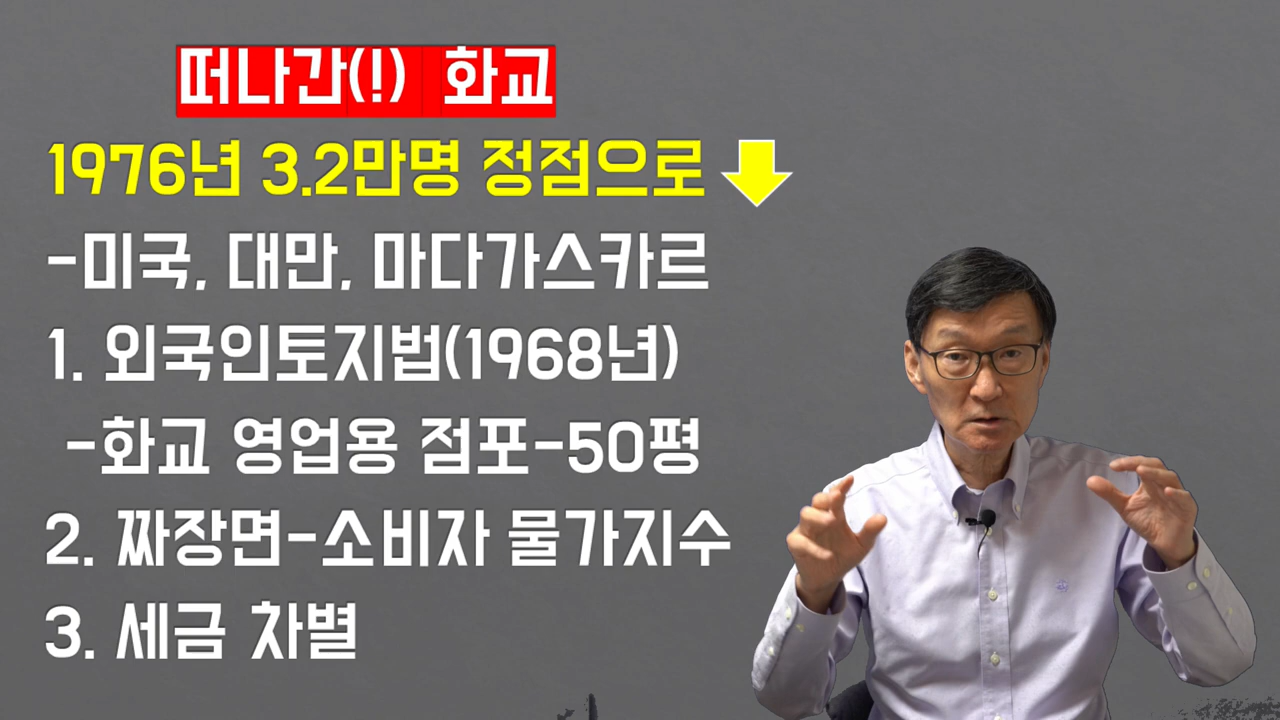 떠나간(!) 화교
1976년 3.2만명 정점으로
-미국, 대만, 마다가스카르
1. 외국인토지법(1968년)
-화교 영업용 점포-50평
2. 짜장면-소비자 물가지수
3. 세금 차별